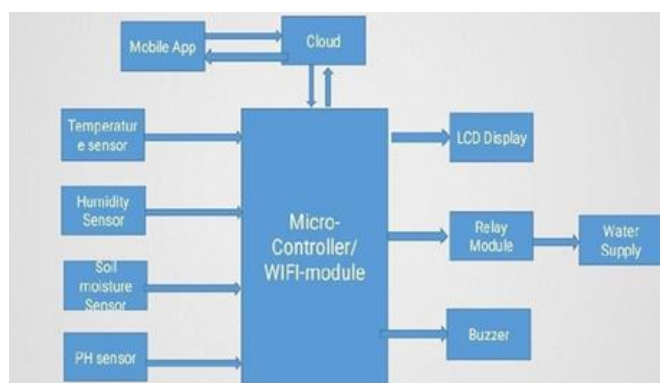 Mobile App
Cloud
Temperatur
e sensor
Humidity
Sensor
Soil
moisture
Sensor
PH sensor
Micro-
Controller/
WIFI-module
LCD Display
Relay
Module
Water
Supply
Buzzer